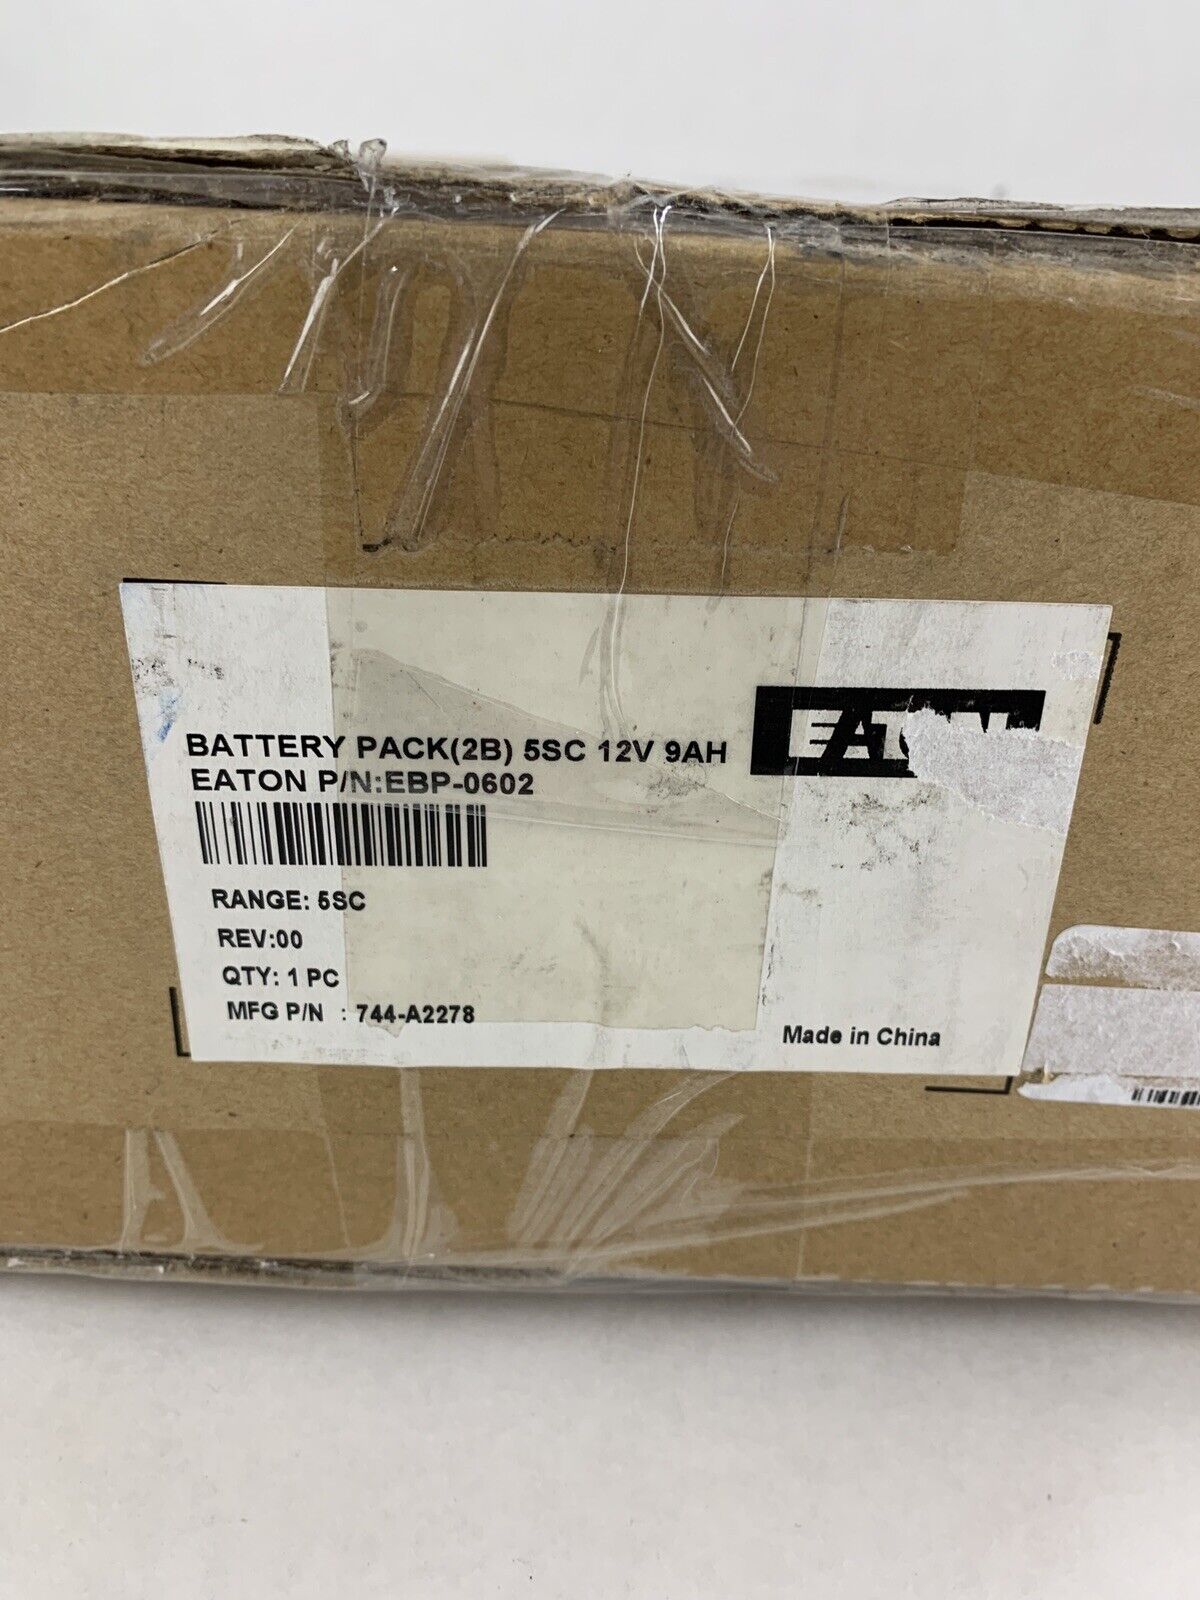 BATTERY PACK(2B) 5SC 12V 9AH
EATON P/N:EBP-0602
RANGE: 5SC
REV:00
QTY: 1 PC
MFG P/N : 744-A2278
EATON
Made in China